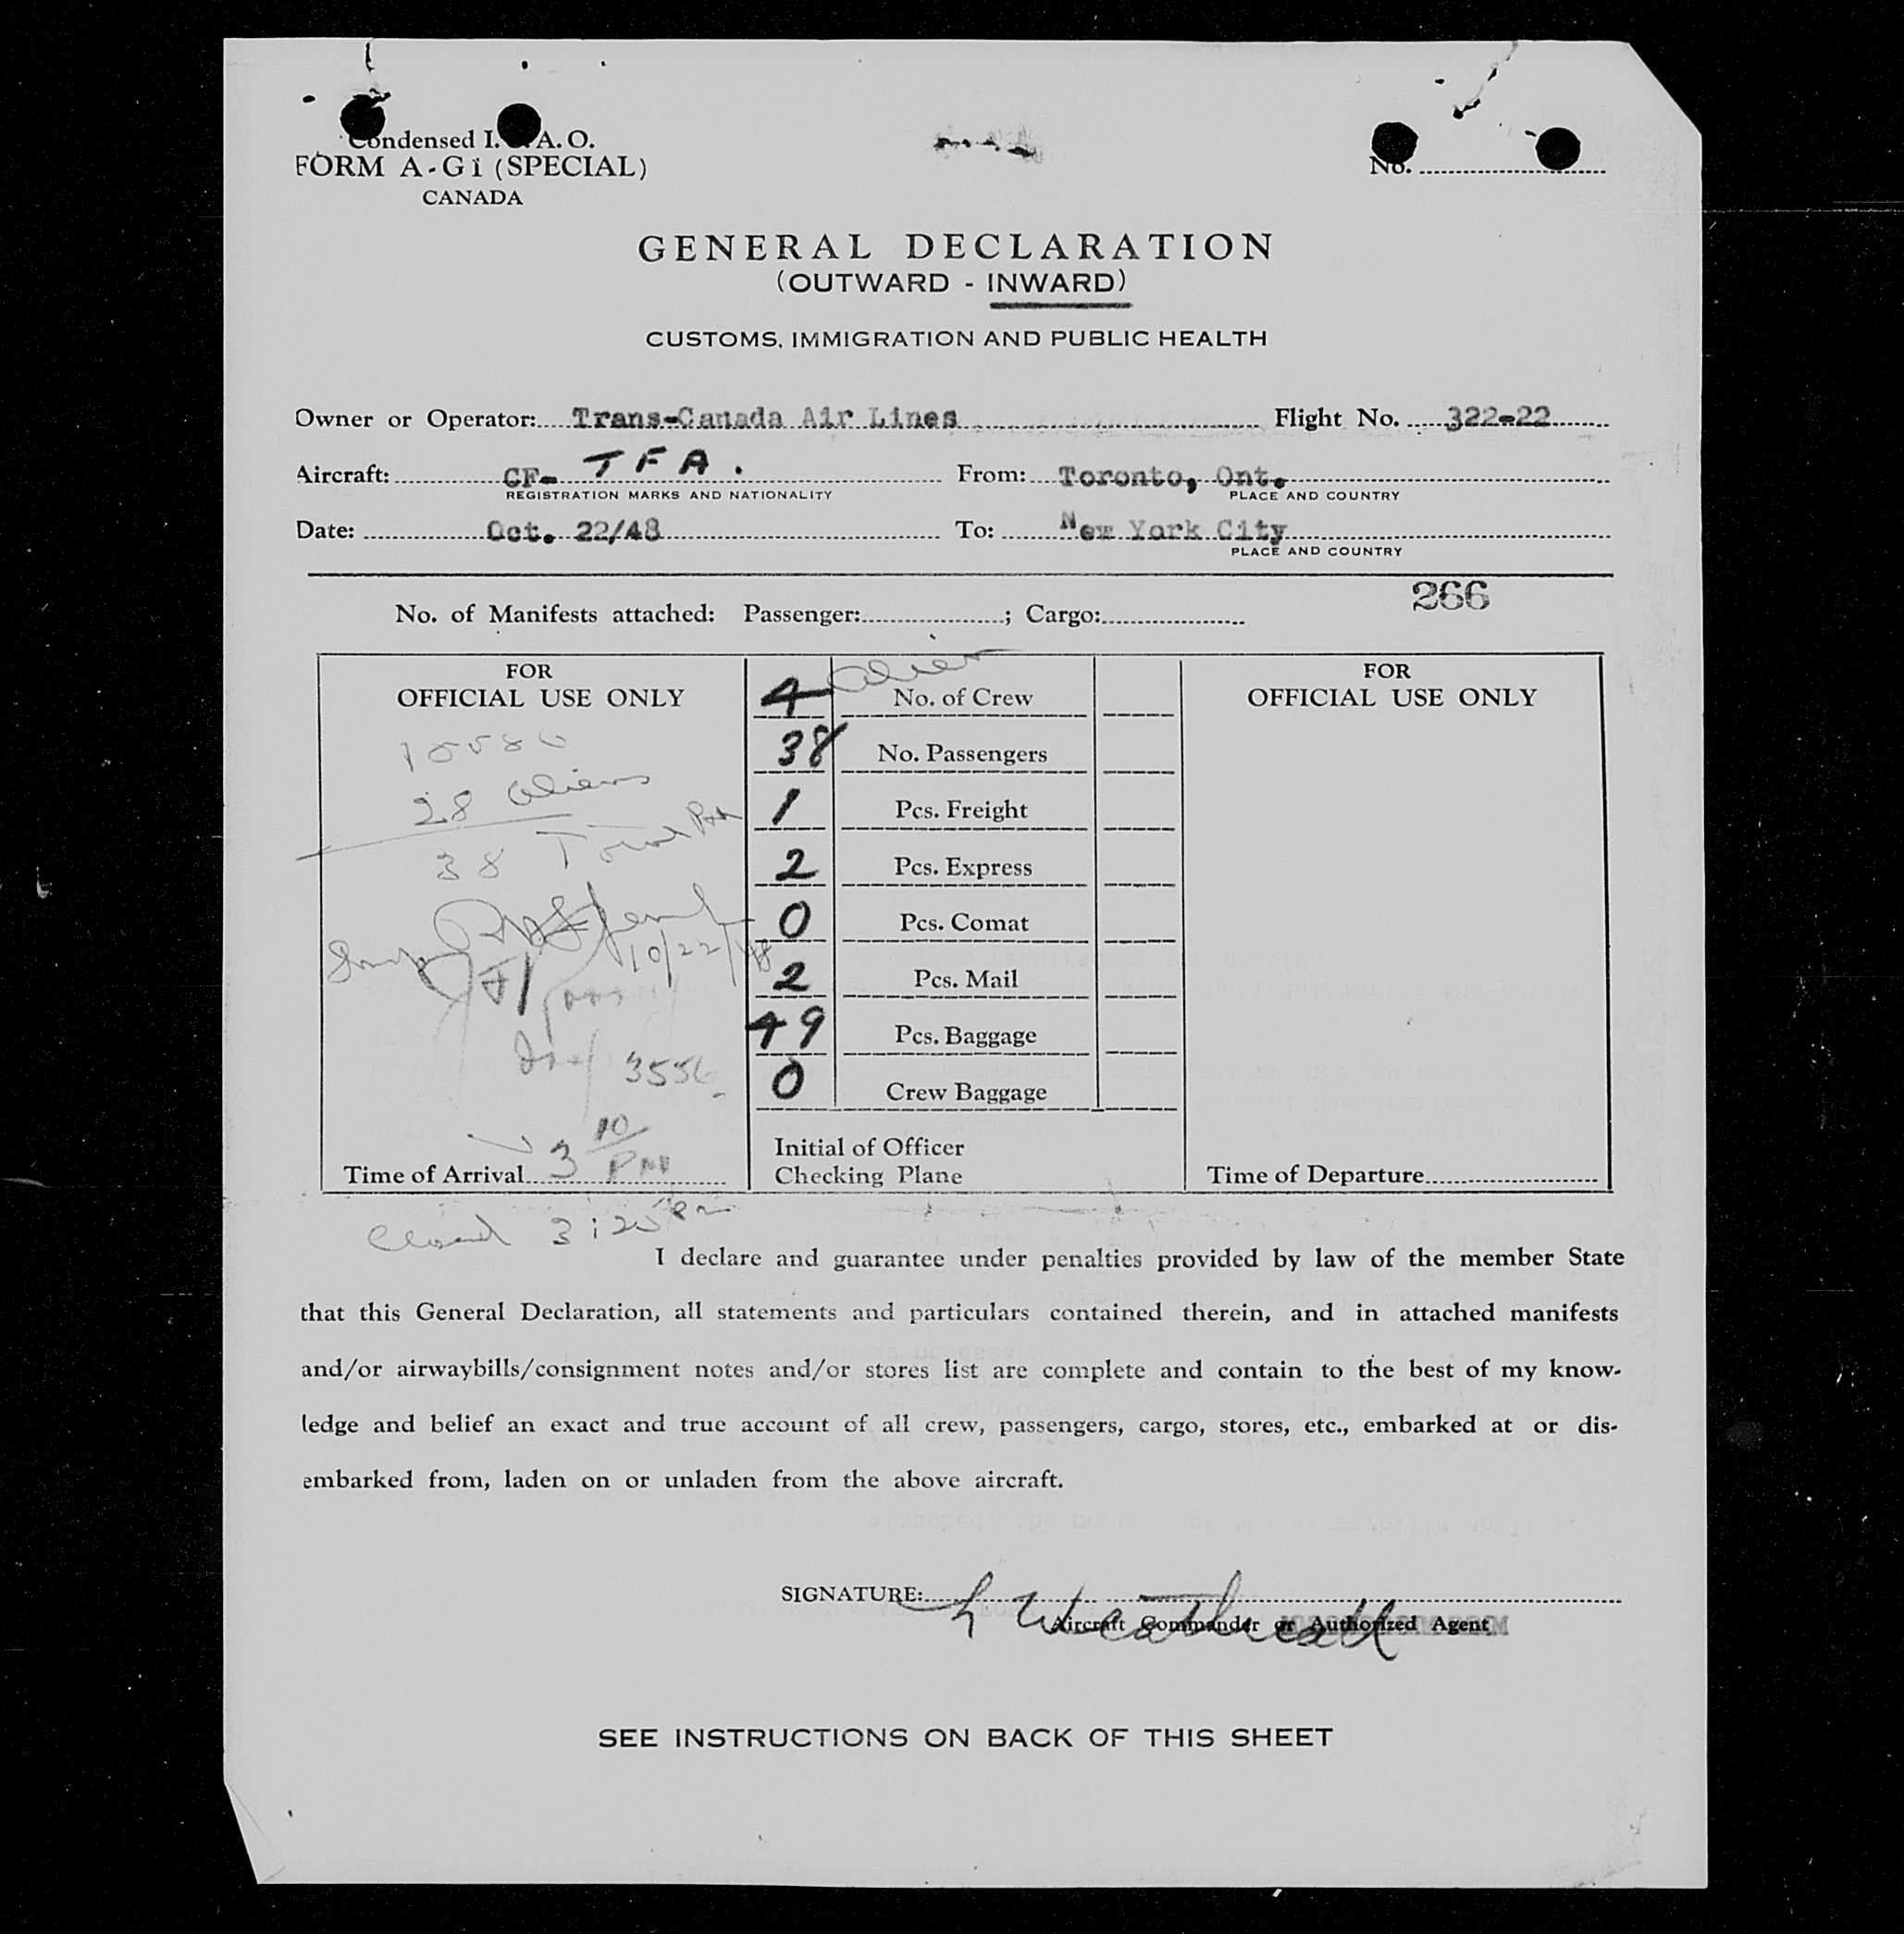 Condensed I. A. O.
FORM A-G1 (SPECIAL)
CANADA
No.
GENERAL DECLARATION
(OUTWARD - INWARD)
CUSTOMS, IMMIGRATION AND PUBLIC HEALTH
Owner or Operator: Trans-Canada Air Lines Flight No. 322-22
Aircraft: CF- TFA. From: Toronto, Ont.
REGISTRATION MARKS AND NATIONALITY PLACE AND COUNTRY
Date: Oct. 22/48 To: New York City
PLACE AND COUNTRY
266
No. of Manifests attached: Passenger: ; Cargo:
FOR
OFFICIAL USE ONLY
28 aliens
38 Total
10/22/48
3 10 PM
Time of Arrival
alien
4 No. of Crew
38 No. Passengers
1 Pcs. Freight
2 Pcs. Express
0 Pcs. Comat
2 Pcs. Mail
49 Pcs. Baggage
0 Crew Baggage
Initial of Officer
Checking Plane
FOR
OFFICIAL USE ONLY
Time of Departure
Closed 3:25 Pm
I declare and guarantee under penalties provided by law of the member State
that this General Declaration, all statements and particulars contained therein, and in attached manifests
and/or airwaybills/consignment notes and/or stores list are complete and contain to the best of my know-
ledge and belief an exact and true account of all crew, passengers, cargo, stores, etc., embarked at or dis-
embarked from, laden on or unladen from the above aircraft.
SIGNATURE:
Aircraft Commander or Authorized Agent
SEE INSTRUCTIONS ON BACK OF THIS SHEET